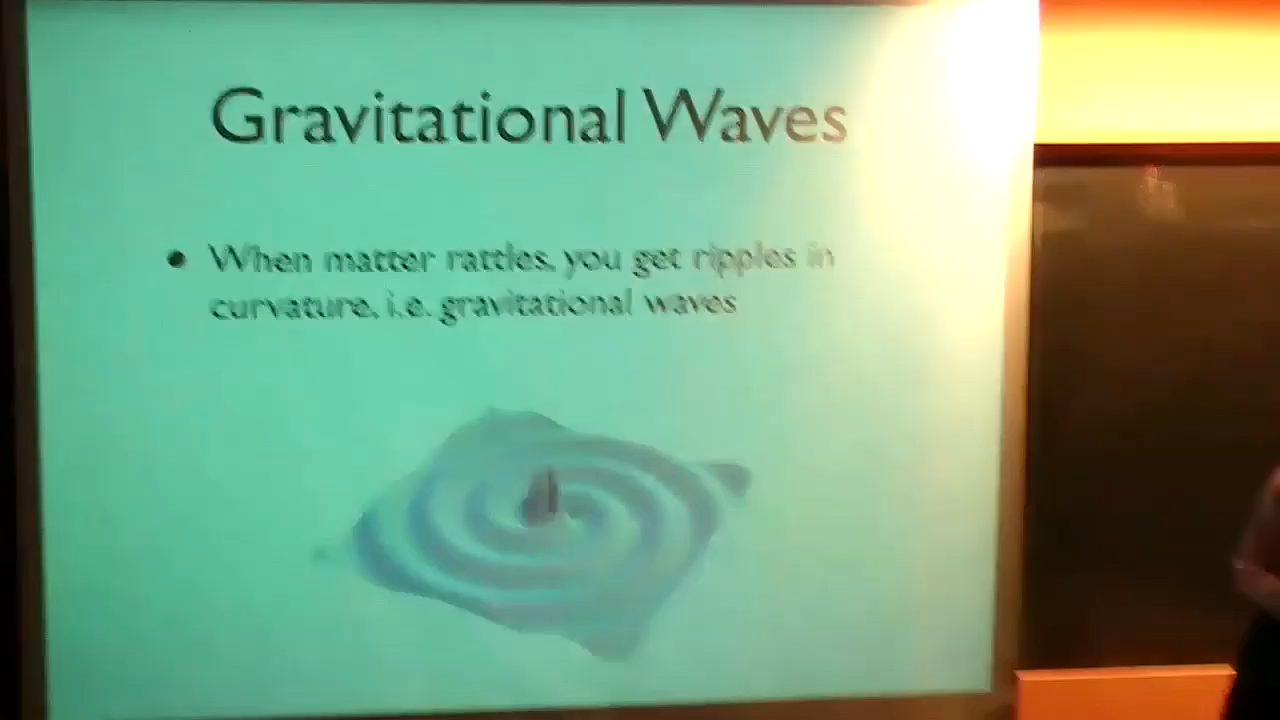 Gravitational Waves
• When matter rattles, you get ripples in
curvature, i.e. gravitational waves